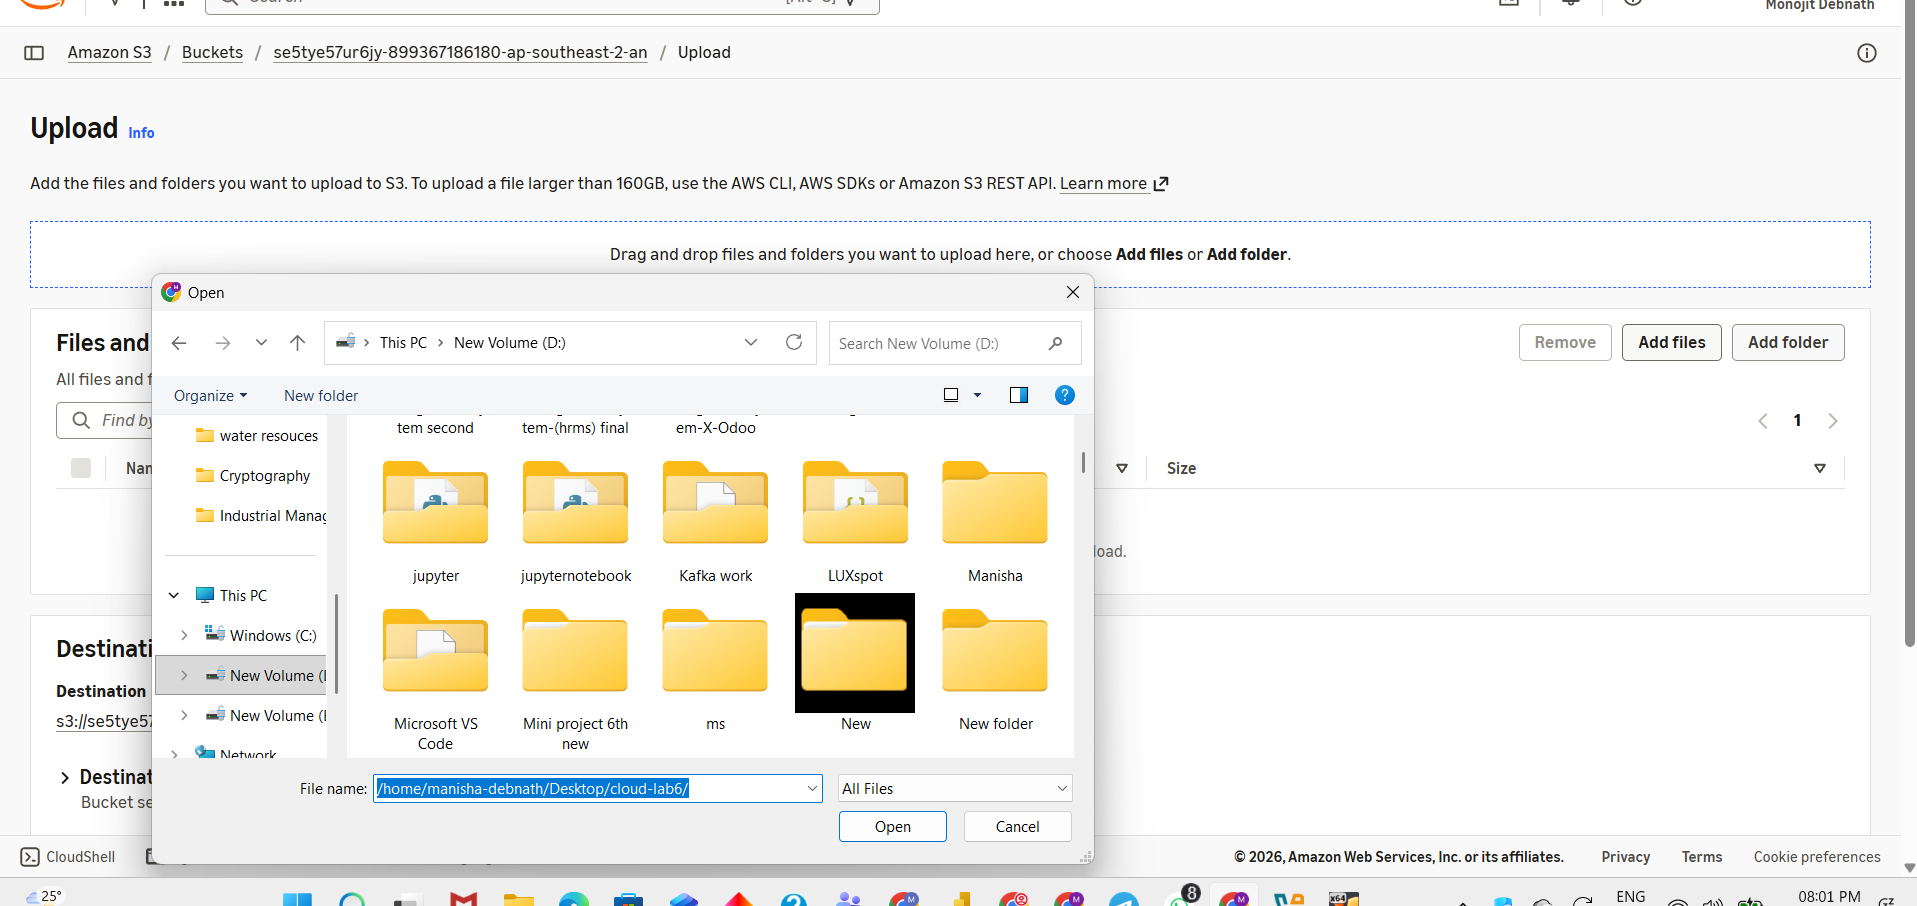 Search
Monojit Debnath
Amazon S3 / Buckets / se5tye57ur6jy-899367186180-ap-southeast-2-an / Upload
Upload Info
Add the files and folders you want to upload to S3. To upload a file larger than 160GB, use the AWS CLI, AWS SDKs or Amazon S3 REST API. Learn more
Drag and drop files and folders you want to upload here, or choose Add files or Add folder.
Open
Files and
Remove Add files Add folder
This PC > New Volume (D:)
Search New Volume (D:)
All files and f
Organize New folder
Find by
1
tem second
tem-(hrms) final
em-X-Odoo
water resouces
Cryptography
Industrial Manag
Nan
Size
load.
jupyter
jupyternotebook
Kafka work
LUXspot
Manisha
This PC
Windows (C:)
New Volume (
New Volume (
Network
Destinati
Destination
s3://se5tye57
Microsoft VS
Code
Mini project 6th
new
ms
New
New folder
Destinat
Bucket se
File name: /home/manisha-debnath/Desktop/cloud-lab6/
All Files
Open
Cancel
CloudShell
© 2026, Amazon Web Services, Inc. or its affiliates. Privacy Terms Cookie preferences
25°
8
x64
ENG
08:01 PM